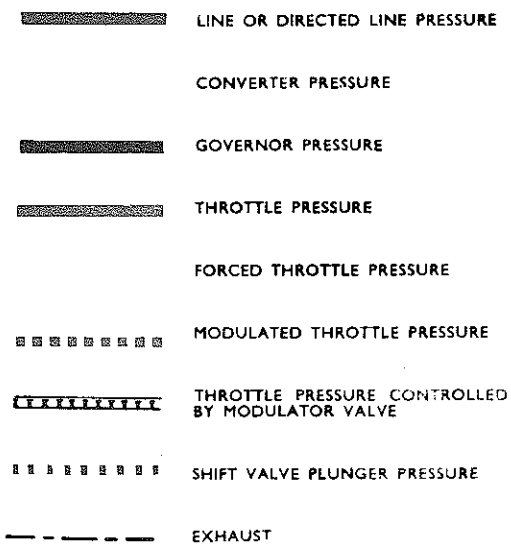 LINE OR DIRECTED LINE PRESSURE
CONVERTER PRESSURE
GOVERNOR PRESSURE
THROTTLE PRESSURE
FORCED THROTTLE PRESSURE
MODULATED THROTTLE PRESSURE
THROTTLE PRESSURE CONTROLLED
BY MODULATOR VALVE
SHIFT VALVE PLUNGER PRESSURE
EXHAUST